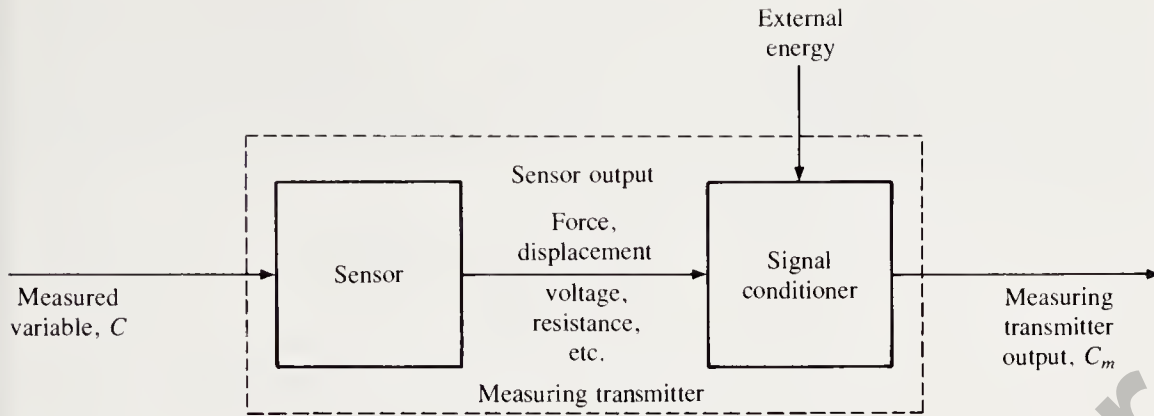 External
energy
Sensor output
Force,
displacement
Sensor
Signal
conditioner
Measured
variable, C
voltage,
resistance,
etc.
Measuring
transmitter
output, Cₘ
Measuring transmitter